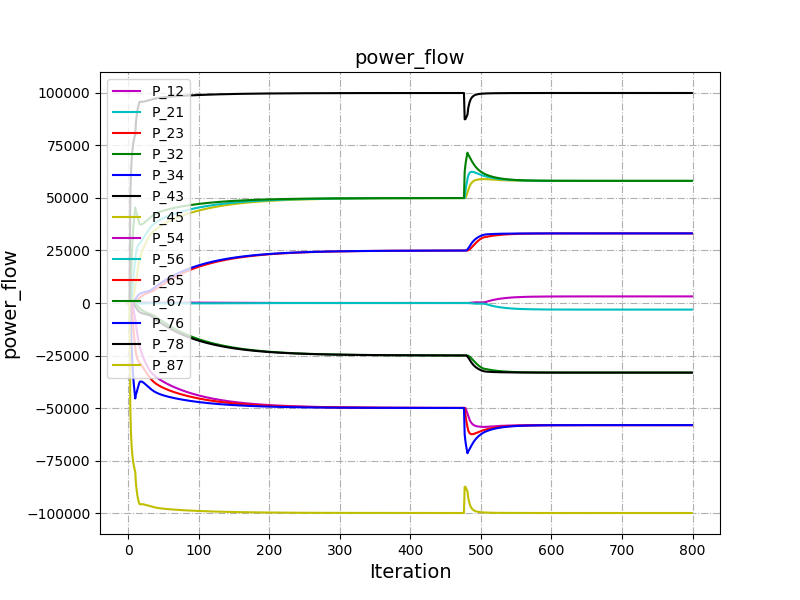 power_flow
power_flow
100000
75000
50000
25000
0
−25000
−50000
−75000
−100000
P_12
P_21
P_23
P_32
P_34
P_43
P_45
P_54
P_56
P_65
P_67
P_76
P_78
P_87
0 100 200 300 400 500 600 700 800
Iteration